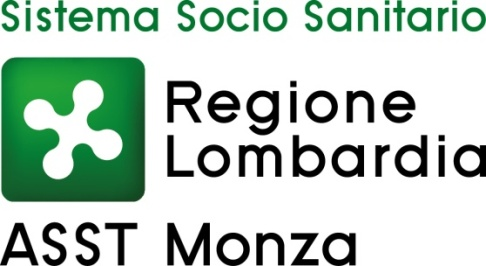 Sistema Socio Sanitario
Regione
Lombardia
ASST Monza